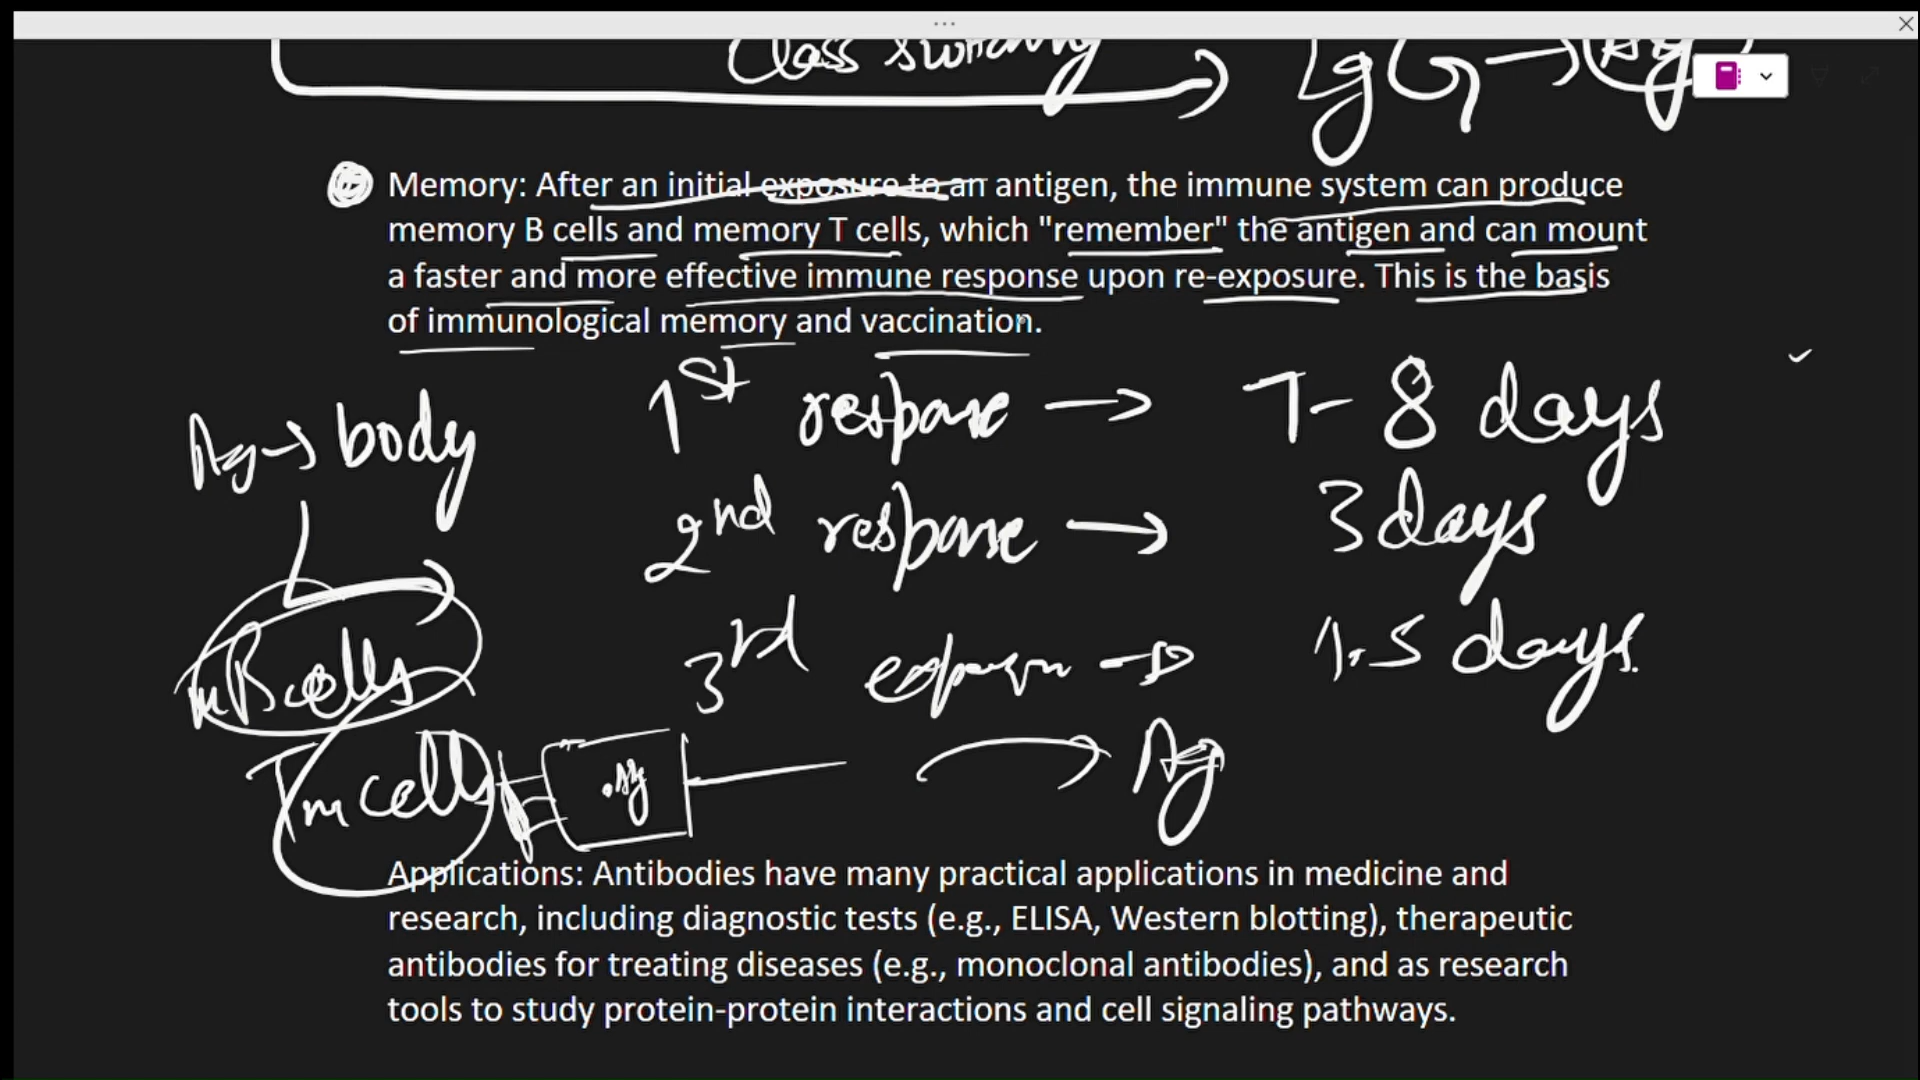 Class switching → IgG →
Memory: After an initial exposure to an antigen, the immune system can produce
memory B cells and memory T cells, which "remember" the antigen and can mount
a faster and more effective immune response upon re-exposure. This is the basis
of immunological memory and vaccination.
Ag → body
1st response → 7-8 days
2nd response → 3 days
mB cells
3rd → 1.5 days
Tm cells
Ag
→ Ag
Applications: Antibodies have many practical applications in medicine and
research, including diagnostic tests (e.g., ELISA, Western blotting), therapeutic
antibodies for treating diseases (e.g., monoclonal antibodies), and as research
tools to study protein-protein interactions and cell signaling pathways.